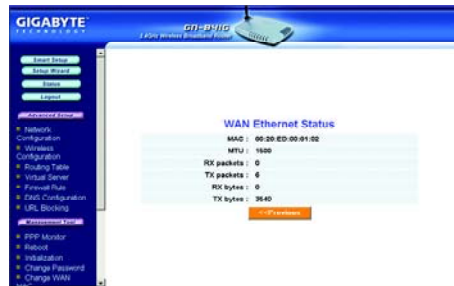 GIGABYTE
TECHNOLOGY
GN-B41G
2.4GHz Wireless Broadband Router
Smart Setup
Setup Wizard
Status
Logout
Advanced Setup
Network
Configuration
Wireless
Configuration
Routing Table
Virtual Server
Firewall Rule
DNS Configuration
URL Blocking
Management Tool
PPP Monitor
Reboot
Initialization
Change Password
Change WAN
MAC
WAN Ethernet Status
MAC : 00:20:ED:00:01:02
MTU : 1500
RX packets : 0
TX packets : 6
RX bytes : 0
TX bytes : 3540
<<Previous